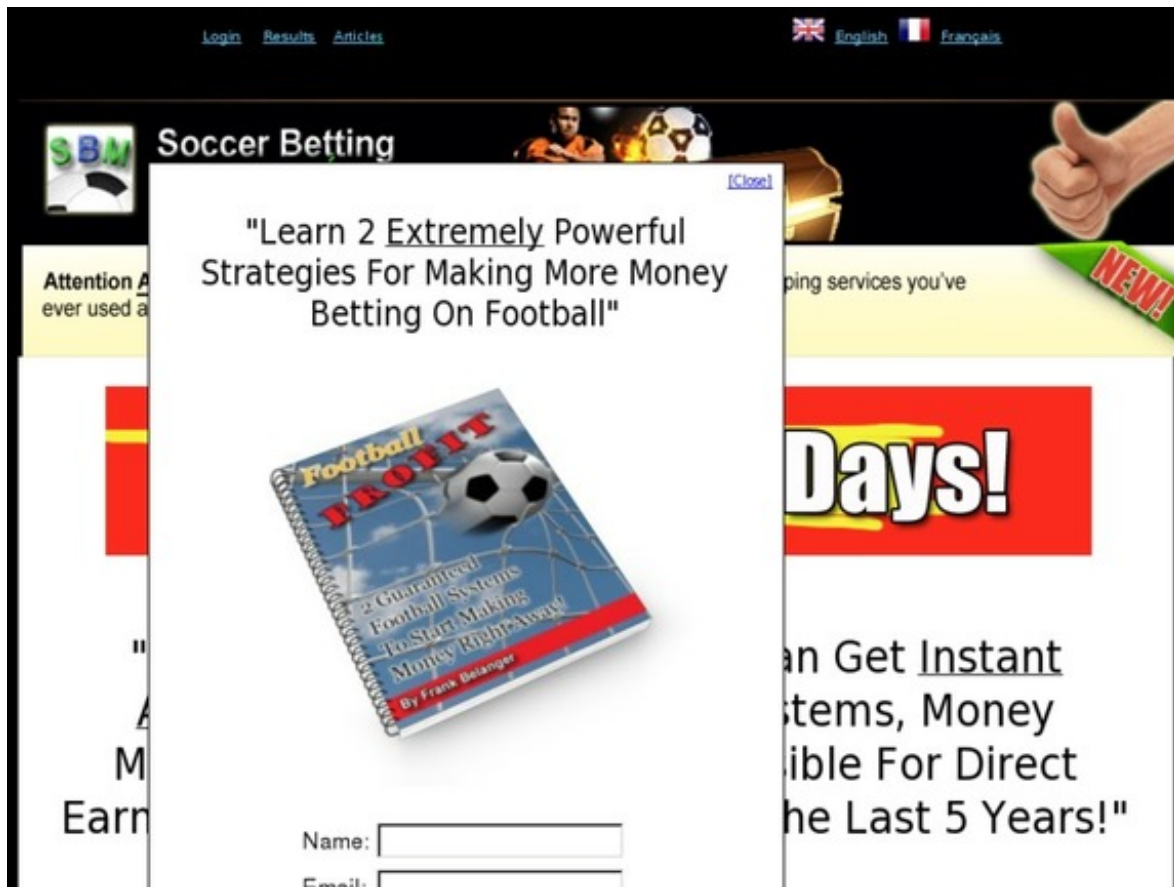 Login Results Articles
English Français
SBM
Soccer Betting
[Close]
"Learn 2 Extremely Powerful
Strategies For Making More Money
Betting On Football"
Attention
ping services you've
ever used a
NEW!
Days!
Football
PROFIT
2 Guaranteed
Football Systems
To Start Making
Money Right Away!
By Frank Belanger
an Get Instant
stems, Money
ible For Direct
Earn
he Last 5 Years!"
Name:
Email: